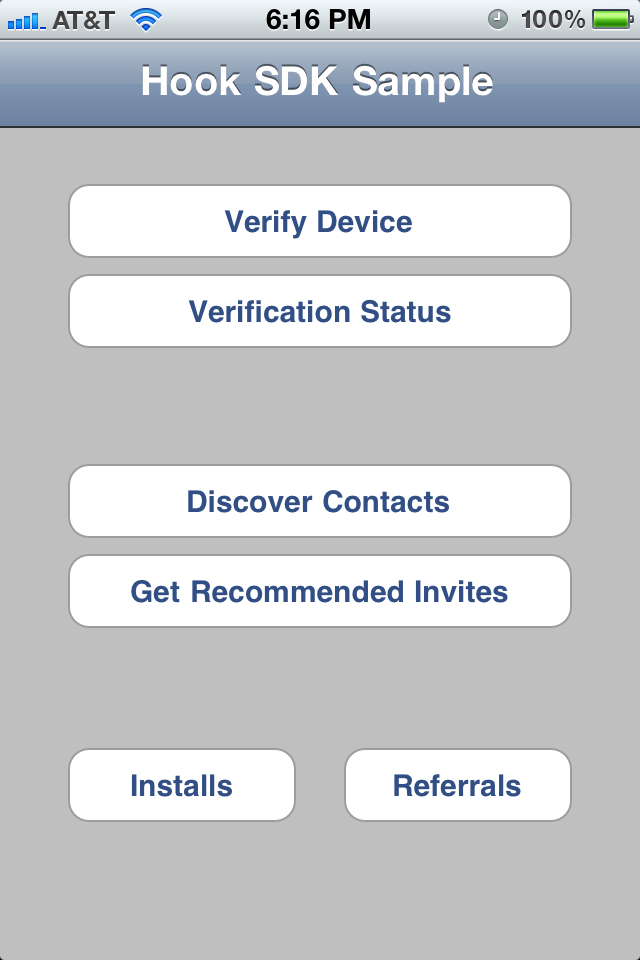 AT&T 6:16 PM 100%
Hook SDK Sample
Verify Device
Verification Status
Discover Contacts
Get Recommended Invites
Installs Referrals